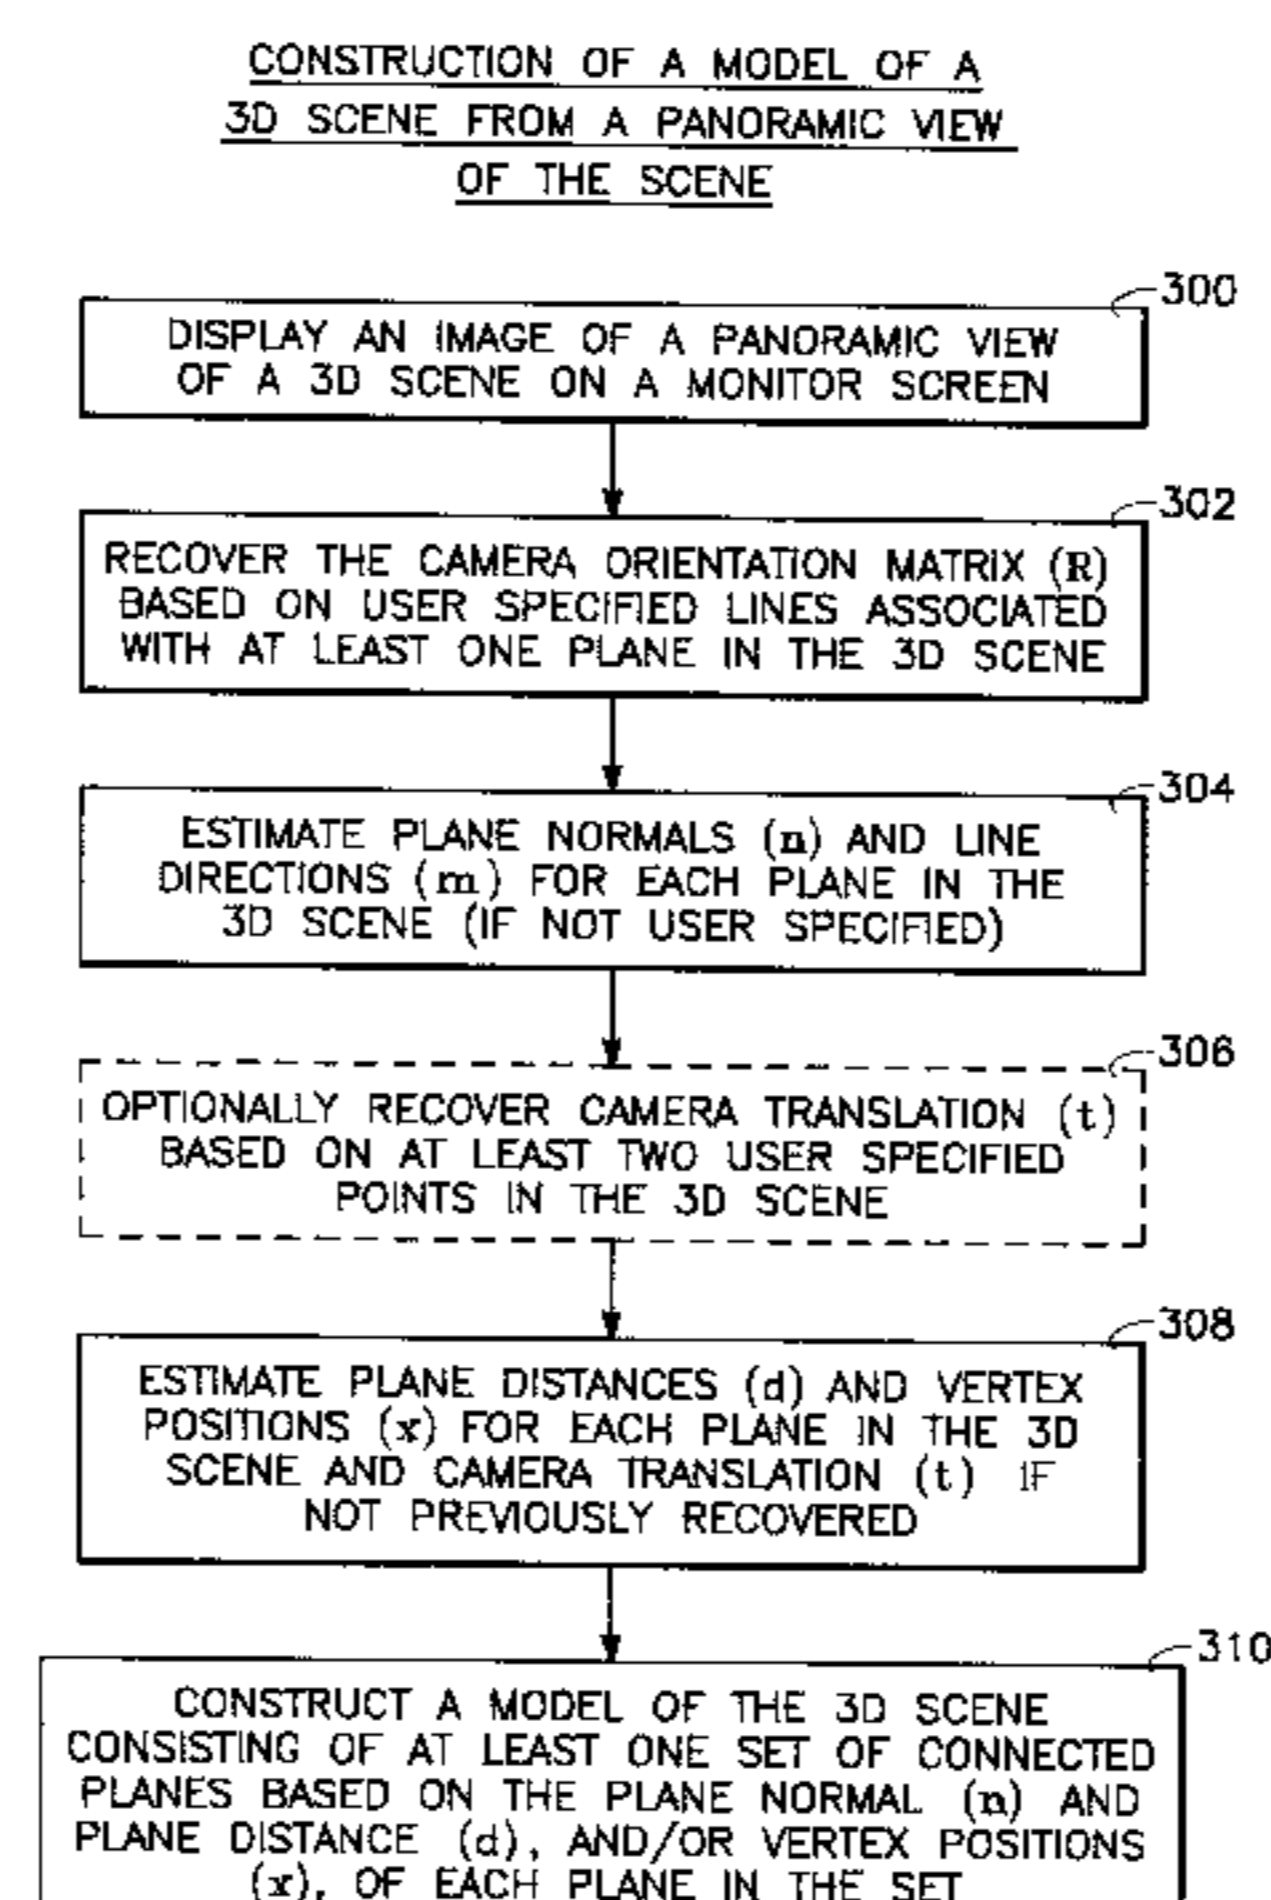 CONSTRUCTION OF A MODEL OF A
3D SCENE FROM A PANORAMIC VIEW
OF THE SCENE
300
DISPLAY AN IMAGE OF A PANORAMIC VIEW
OF A 3D SCENE ON A MONITOR SCREEN
302
RECOVER THE CAMERA ORIENTATION MATRIX (R)
BASED ON USER SPECIFIED LINES ASSOCIATED
WITH AT LEAST ONE PLANE IN THE 3D SCENE
304
ESTIMATE PLANE NORMALS (n) AND LINE
DIRECTIONS (m) FOR EACH PLANE IN THE
3D SCENE (IF NOT USER SPECIFIED)
306
OPTIONALLY RECOVER CAMERA TRANSLATION (t)
BASED ON AT LEAST TWO USER SPECIFIED
POINTS IN THE 3D SCENE
308
ESTIMATE PLANE DISTANCES (d) AND VERTEX
POSITIONS (x) FOR EACH PLANE IN THE 3D
SCENE AND CAMERA TRANSLATION (t) IF
NOT PREVIOUSLY RECOVERED
310
CONSTRUCT A MODEL OF THE 3D SCENE
CONSISTING OF AT LEAST ONE SET OF CONNECTED
PLANES BASED ON THE PLANE NORMAL (n) AND
PLANE DISTANCE (d), AND/OR VERTEX POSITIONS
(x), OF EACH PLANE IN THE SET